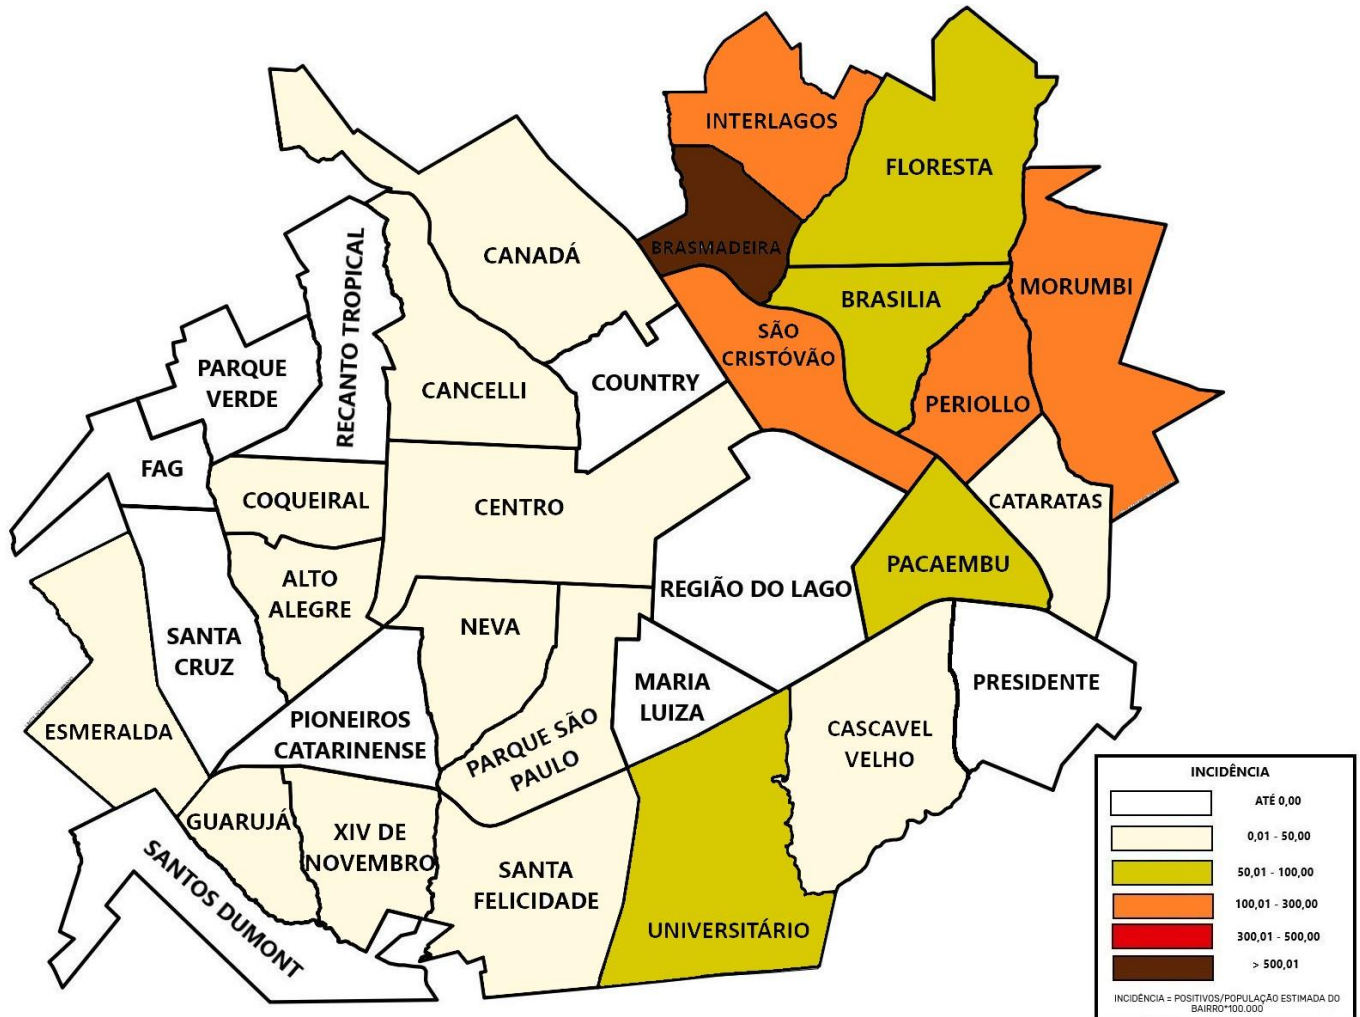 INTERLAGOS
FLORESTA
BRASMADEIRA
CANADÁ
MORUMBI
BRASILIA
SÃO
CRISTÓVÃO
RECANTO TROPICAL
PARQUE
VERDE
CANCELLI
COUNTRY
PERIOLLO
FAG
COQUEIRAL
CENTRO
CATARATAS
PACAEMBU
ALTO
ALEGRE
REGIÃO DO LAGO
NEVA
SANTA
CRUZ
MARIA
LUIZA
PRESIDENTE
ESMERALDA
PIONEIROS
CATARINENSE
PARQUE SÃO
PAULO
CASCAVEL
VELHO
GUARUJÁ
XIV DE
NOVEMBRO
SANTA
FELICIDADE
SANTOS DUMONT
UNIVERSITÁRIO
INCIDÊNCIA
ATÉ 0,00
0,01 - 50,00
50,01 - 100,00
100,01 - 300,00
300,01 - 500,00
> 500,01
INCIDÊNCIA = POSITIVOS/POPULAÇÃO ESTIMADA DO
BAIRRO*100.000